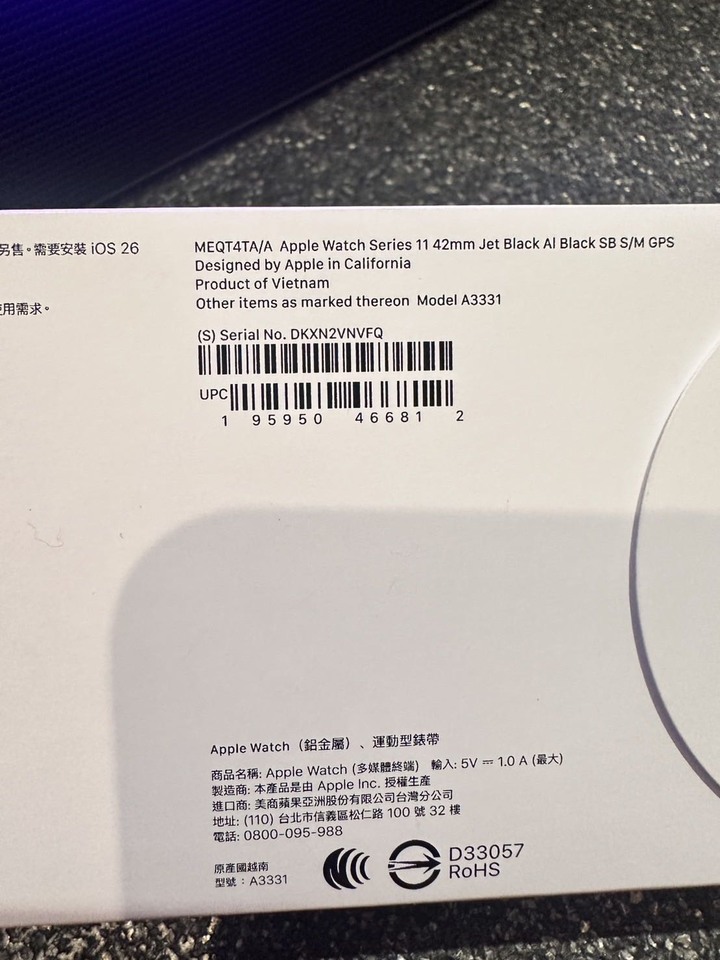 另售。需要安裝 iOS 26
使用需求。
MEQT4TA/A Apple Watch Series 11 42mm Jet Black Al Black SB S/M GPS
Designed by Apple in California
Product of Vietnam
Other items as marked thereon Model A3331
(S) Serial No. DKXN2VNVFQ
UPC
1 95950 46681 2
Apple Watch（鋁金屬）、運動型錶帶
商品名稱: Apple Watch (多媒體終端) 輸入: 5V ⎓ 1.0 A (最大)
製造商: 本產品是由 Apple Inc. 授權生產
進口商: 美商蘋果亞洲股份有限公司台灣分公司
地址: (110) 台北市信義區松仁路 100 號 32 樓
電話: 0800-095-988
原產國越南
型號：A3331
D33057
RoHS